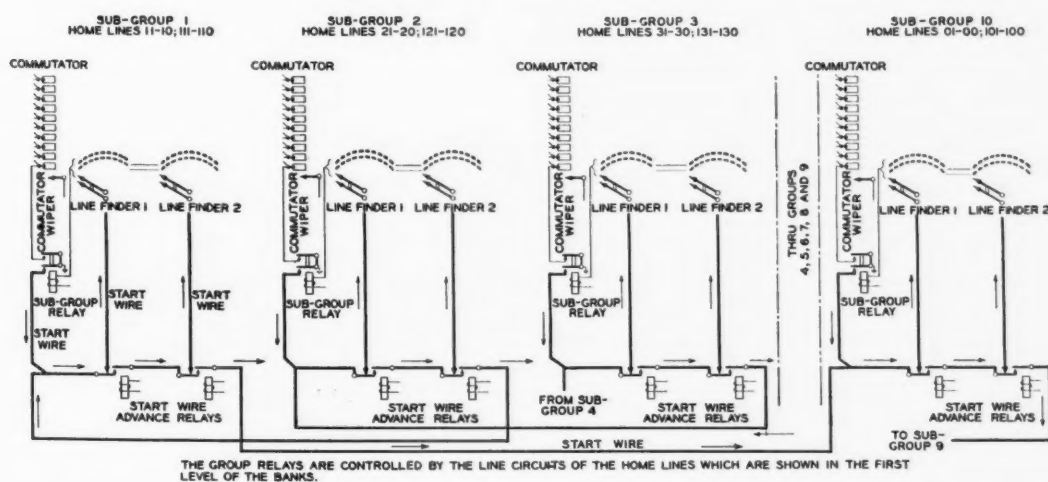 SUB-GROUP 1
HOME LINES 11-10; 111-110
SUB-GROUP 2
HOME LINES 21-20; 121-120
SUB-GROUP 3
HOME LINES 31-30; 131-130
SUB-GROUP 10
HOME LINES 01-00; 101-100
COMMUTATOR
COMMUTATOR
COMMUTATOR
COMMUTATOR
COMMUTATOR
WIPER
LINE FINDER 1
LINE FINDER 2
COMMUTATOR
WIPER
LINE FINDER 1
LINE FINDER 2
COMMUTATOR
WIPER
LINE FINDER 1
LINE FINDER 2
THRU GROUPS
4, 5, 6, 7, 8 AND 9
COMMUTATOR
WIPER
LINE FINDER 1
LINE FINDER 2
SUB-GROUP
RELAY
START
WIRE
START
WIRE
START
WIRE
SUB-GROUP
RELAY
SUB-GROUP
RELAY
SUB-GROUP
RELAY
START WIRE
ADVANCE RELAYS
START WIRE
ADVANCE RELAYS
FROM SUB-
GROUP 4
START WIRE
ADVANCE RELAYS
START WIRE
ADVANCE RELAYS
TO SUB-
GROUP 9
START WIRE
THE GROUP RELAYS ARE CONTROLLED BY THE LINE CIRCUITS OF THE HOME LINES WHICH ARE SHOWN IN THE FIRST
LEVEL OF THE BANKS.